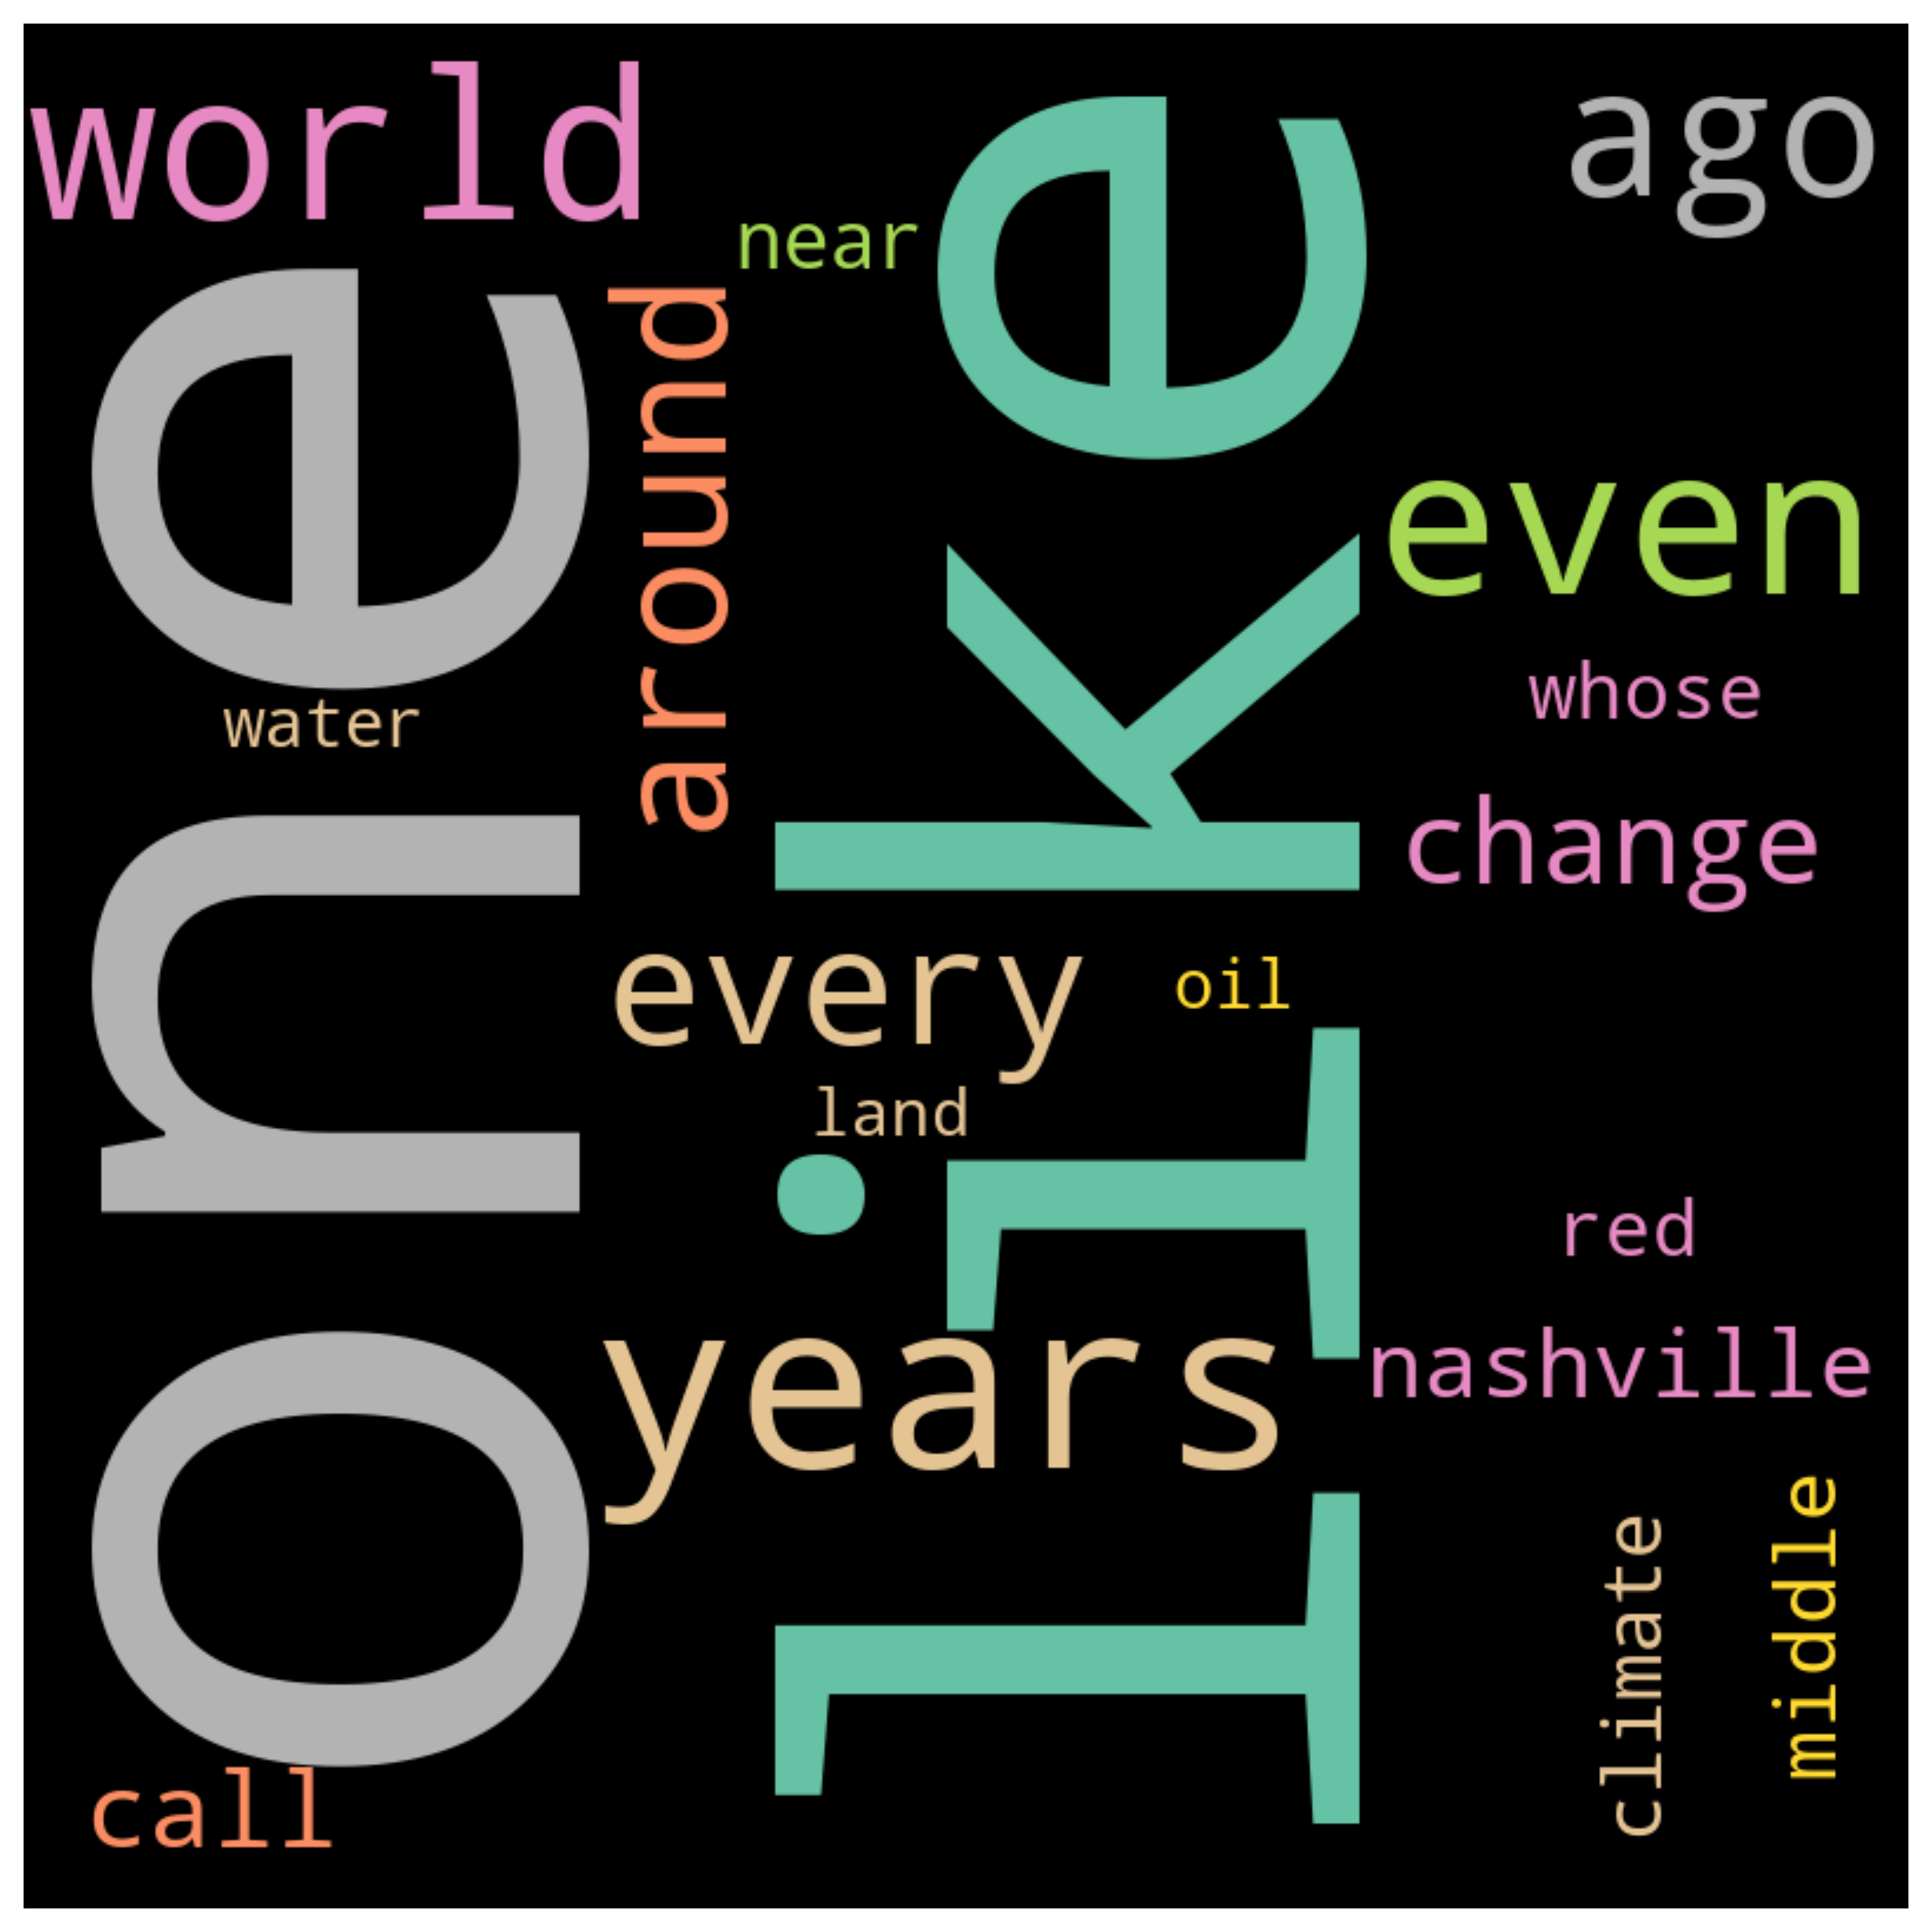 world
ago
near
one
around
like
even
whose
water
change
every
oil
land
red
years
nashville
climate
middle
call